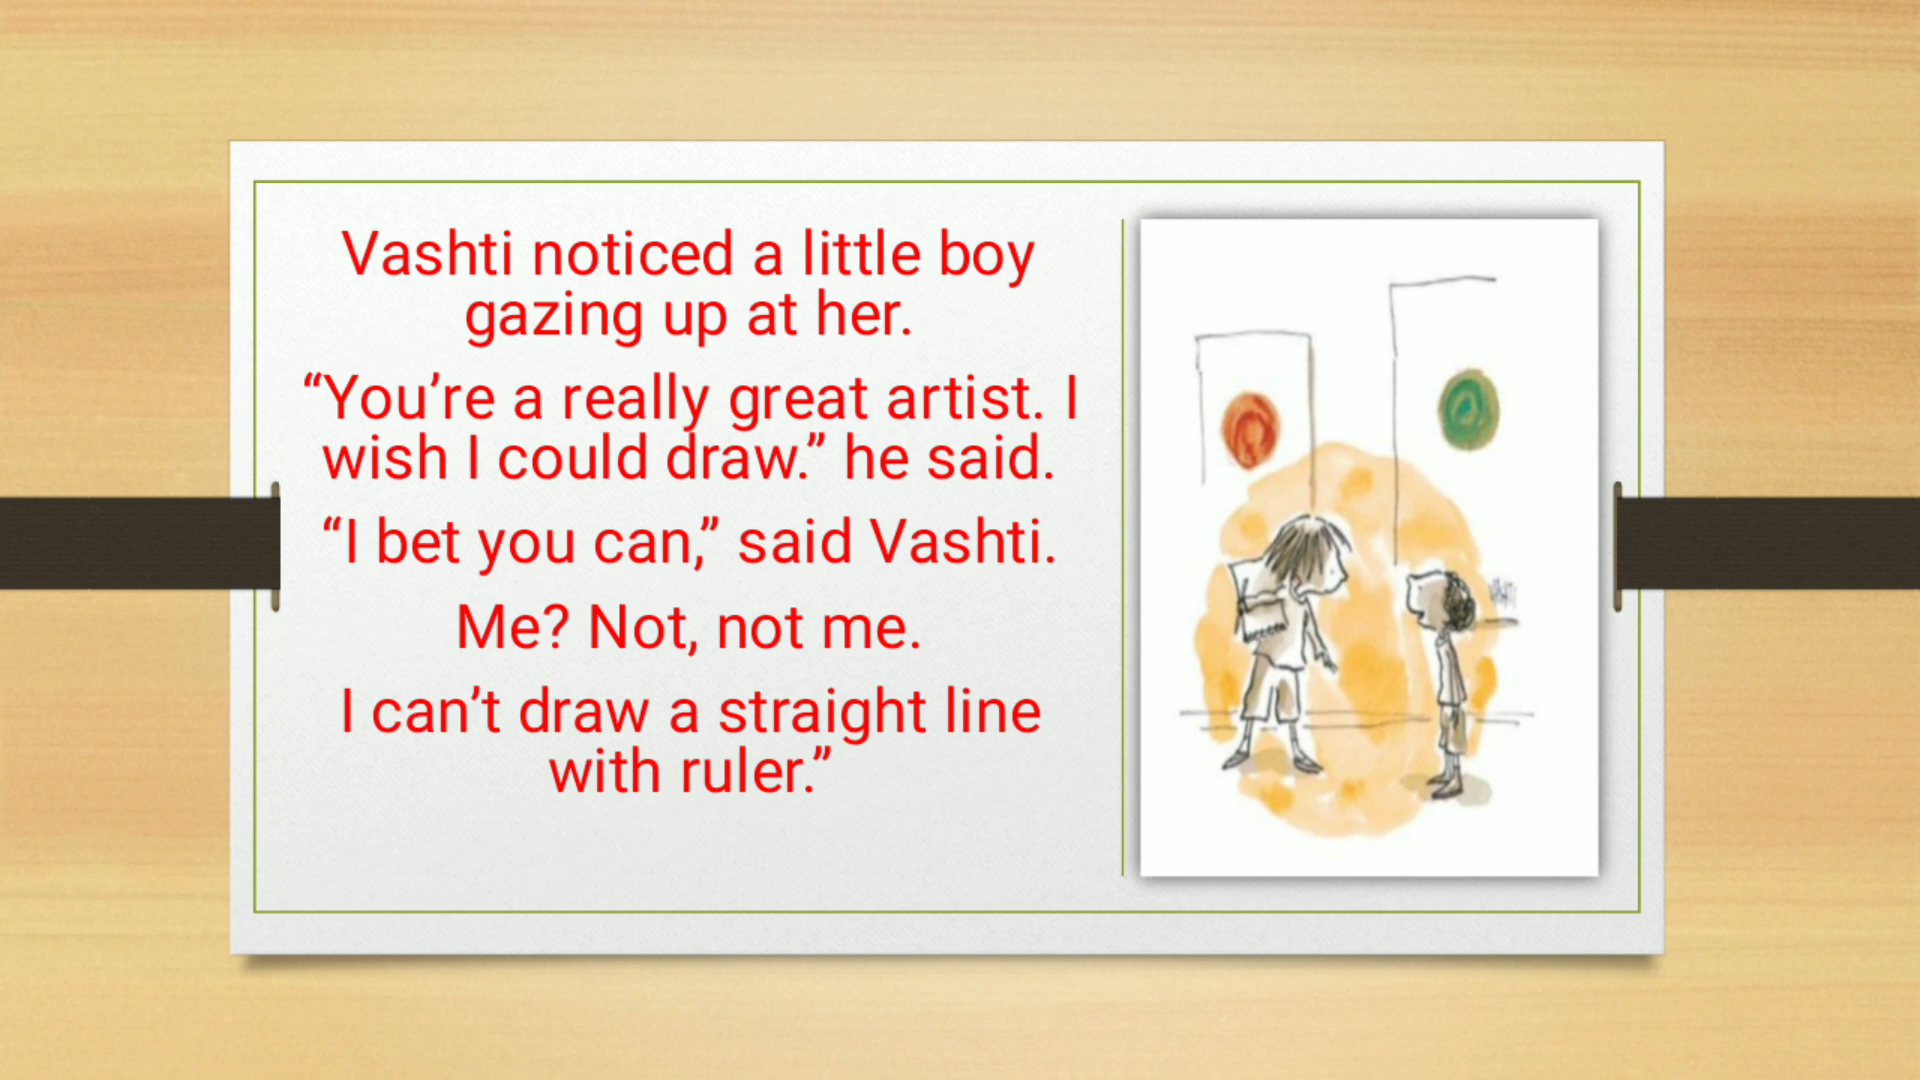 Vashti noticed a little boy
gazing up at her.
“You’re a really great artist. I
wish I could draw.” he said.
“I bet you can,” said Vashti.
Me? Not, not me.
I can’t draw a straight line
with ruler.”